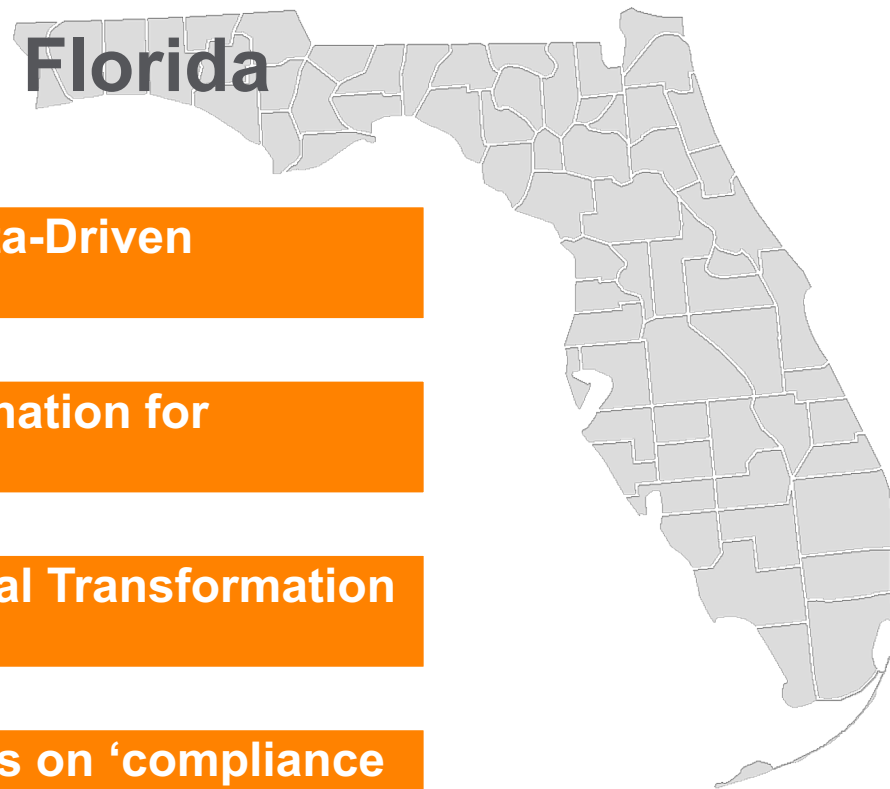 Florida
a-Driven
nation for
al Transformation
s on ‘compliance